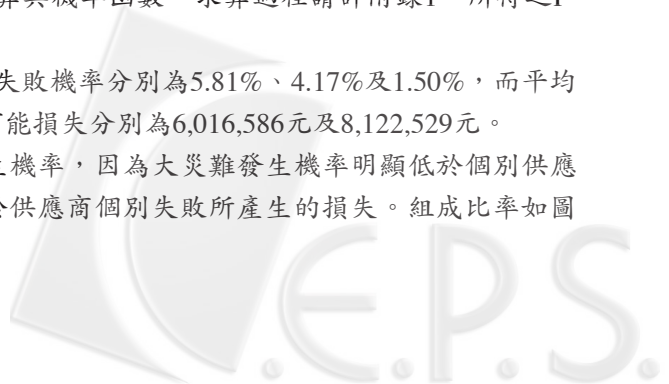 失敗機率分別為5.81%、4.17%及1.50%,而平均
能損失分別為6,016,586元及8,122,529元。
機率,因為大災難發生機率明顯低於個別供應
供應商個別失敗所產生的損失。組成比率如圖
C.E.P.S.